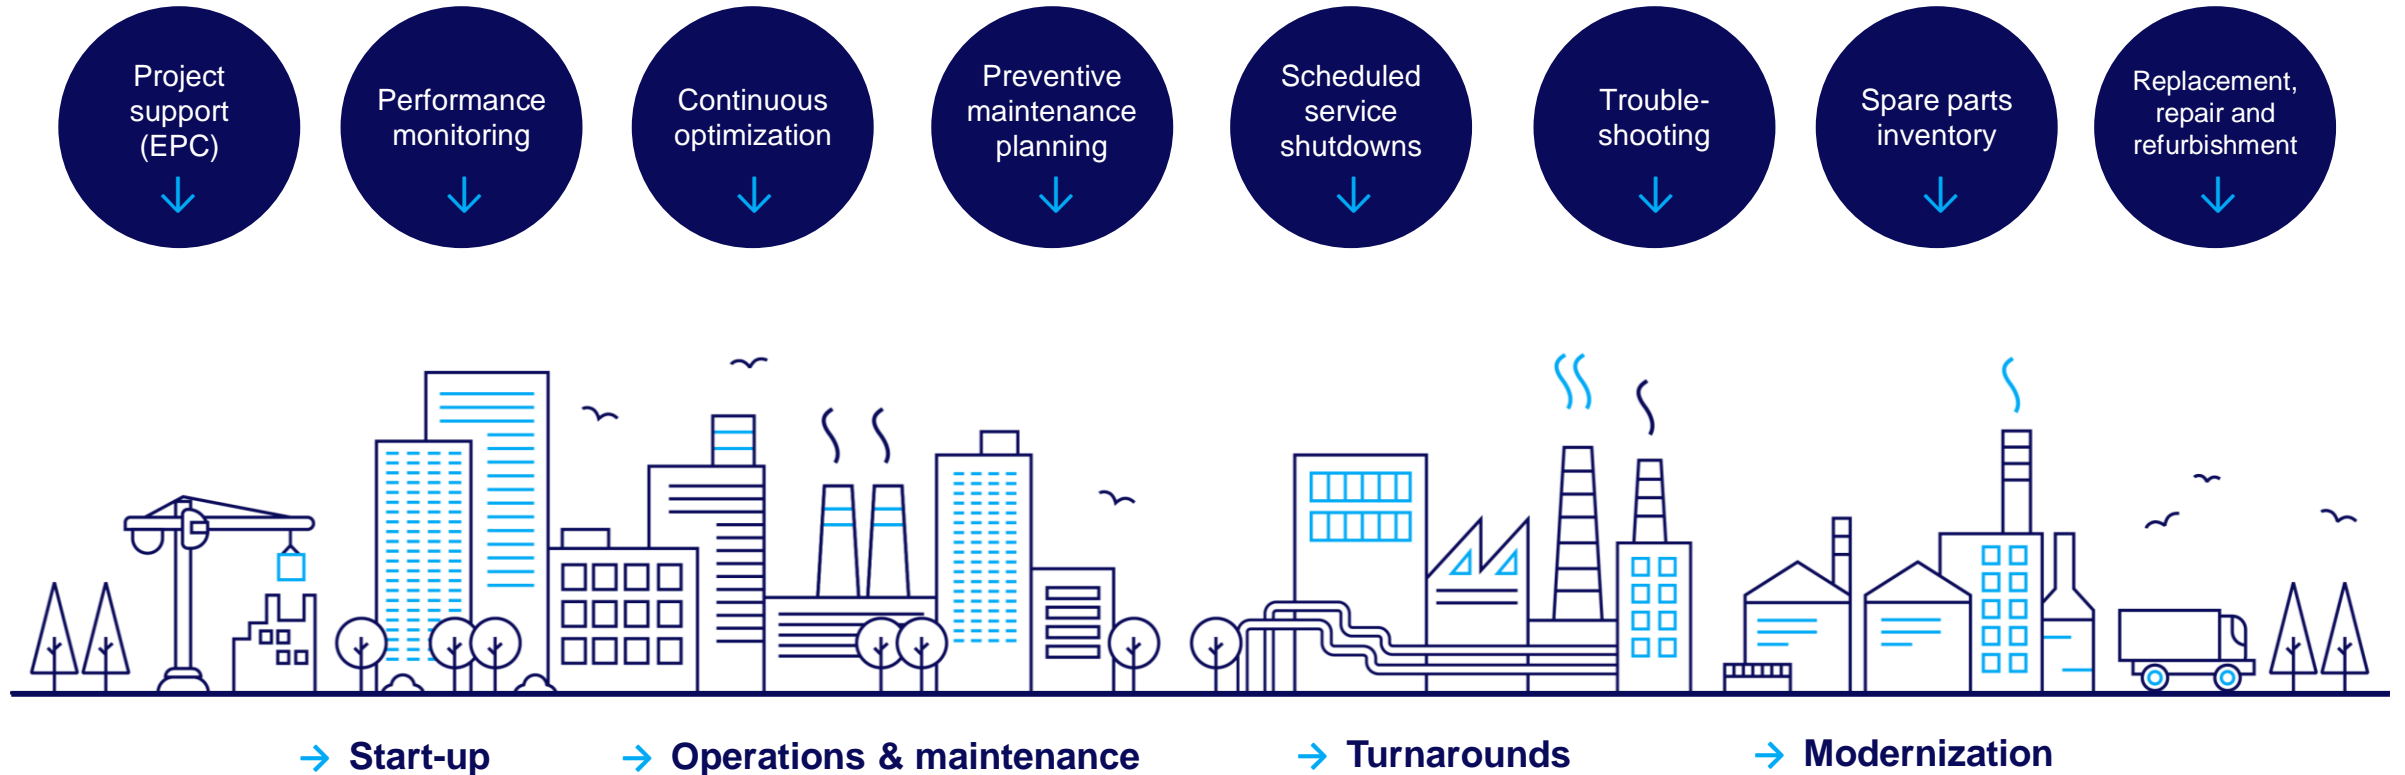 Project
support
(EPC)
Performance
monitoring
Continuous
optimization
Preventive
maintenance
planning
Scheduled
service
shutdowns
Trouble-
shooting
Spare parts
inventory
Replacement,
repair and
refurbishment
Start-up
Operations & maintenance
Turnarounds
Modernization